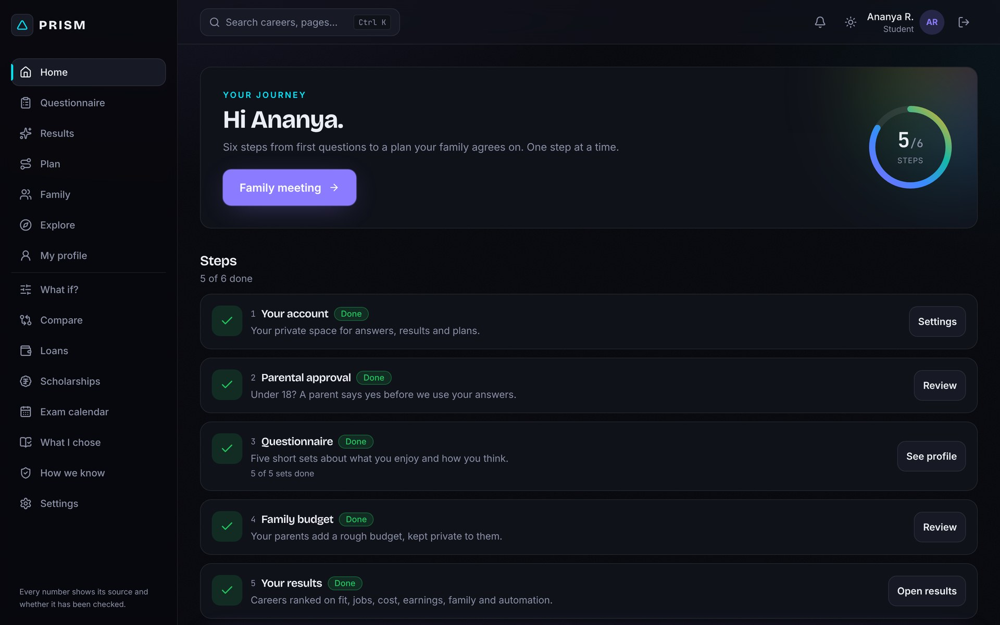 PRISM
Search careers, pages...
Ctrl K
Ananya R.
Student
AR
Home
Questionnaire
Results
Plan
Family
Explore
My profile
What if?
Compare
Loans
Scholarships
Exam calendar
What I chose
How we know
Settings
Every number shows its source and
whether it has been checked.
YOUR JOURNEY
Hi Ananya.
Six steps from first questions to a plan your family agrees on. One step at a time.
Family meeting
5/6
STEPS
Steps
5 of 6 done
1 Your account Done
Your private space for answers, results and plans.
Settings
2 Parental approval Done
Under 18? A parent says yes before we use your answers.
Review
3 Questionnaire Done
Five short sets about what you enjoy and how you think.
5 of 5 sets done
See profile
4 Family budget Done
Your parents add a rough budget, kept private to them.
Review
5 Your results Done
Careers ranked on fit, jobs, cost, earnings, family and automation.
Open results